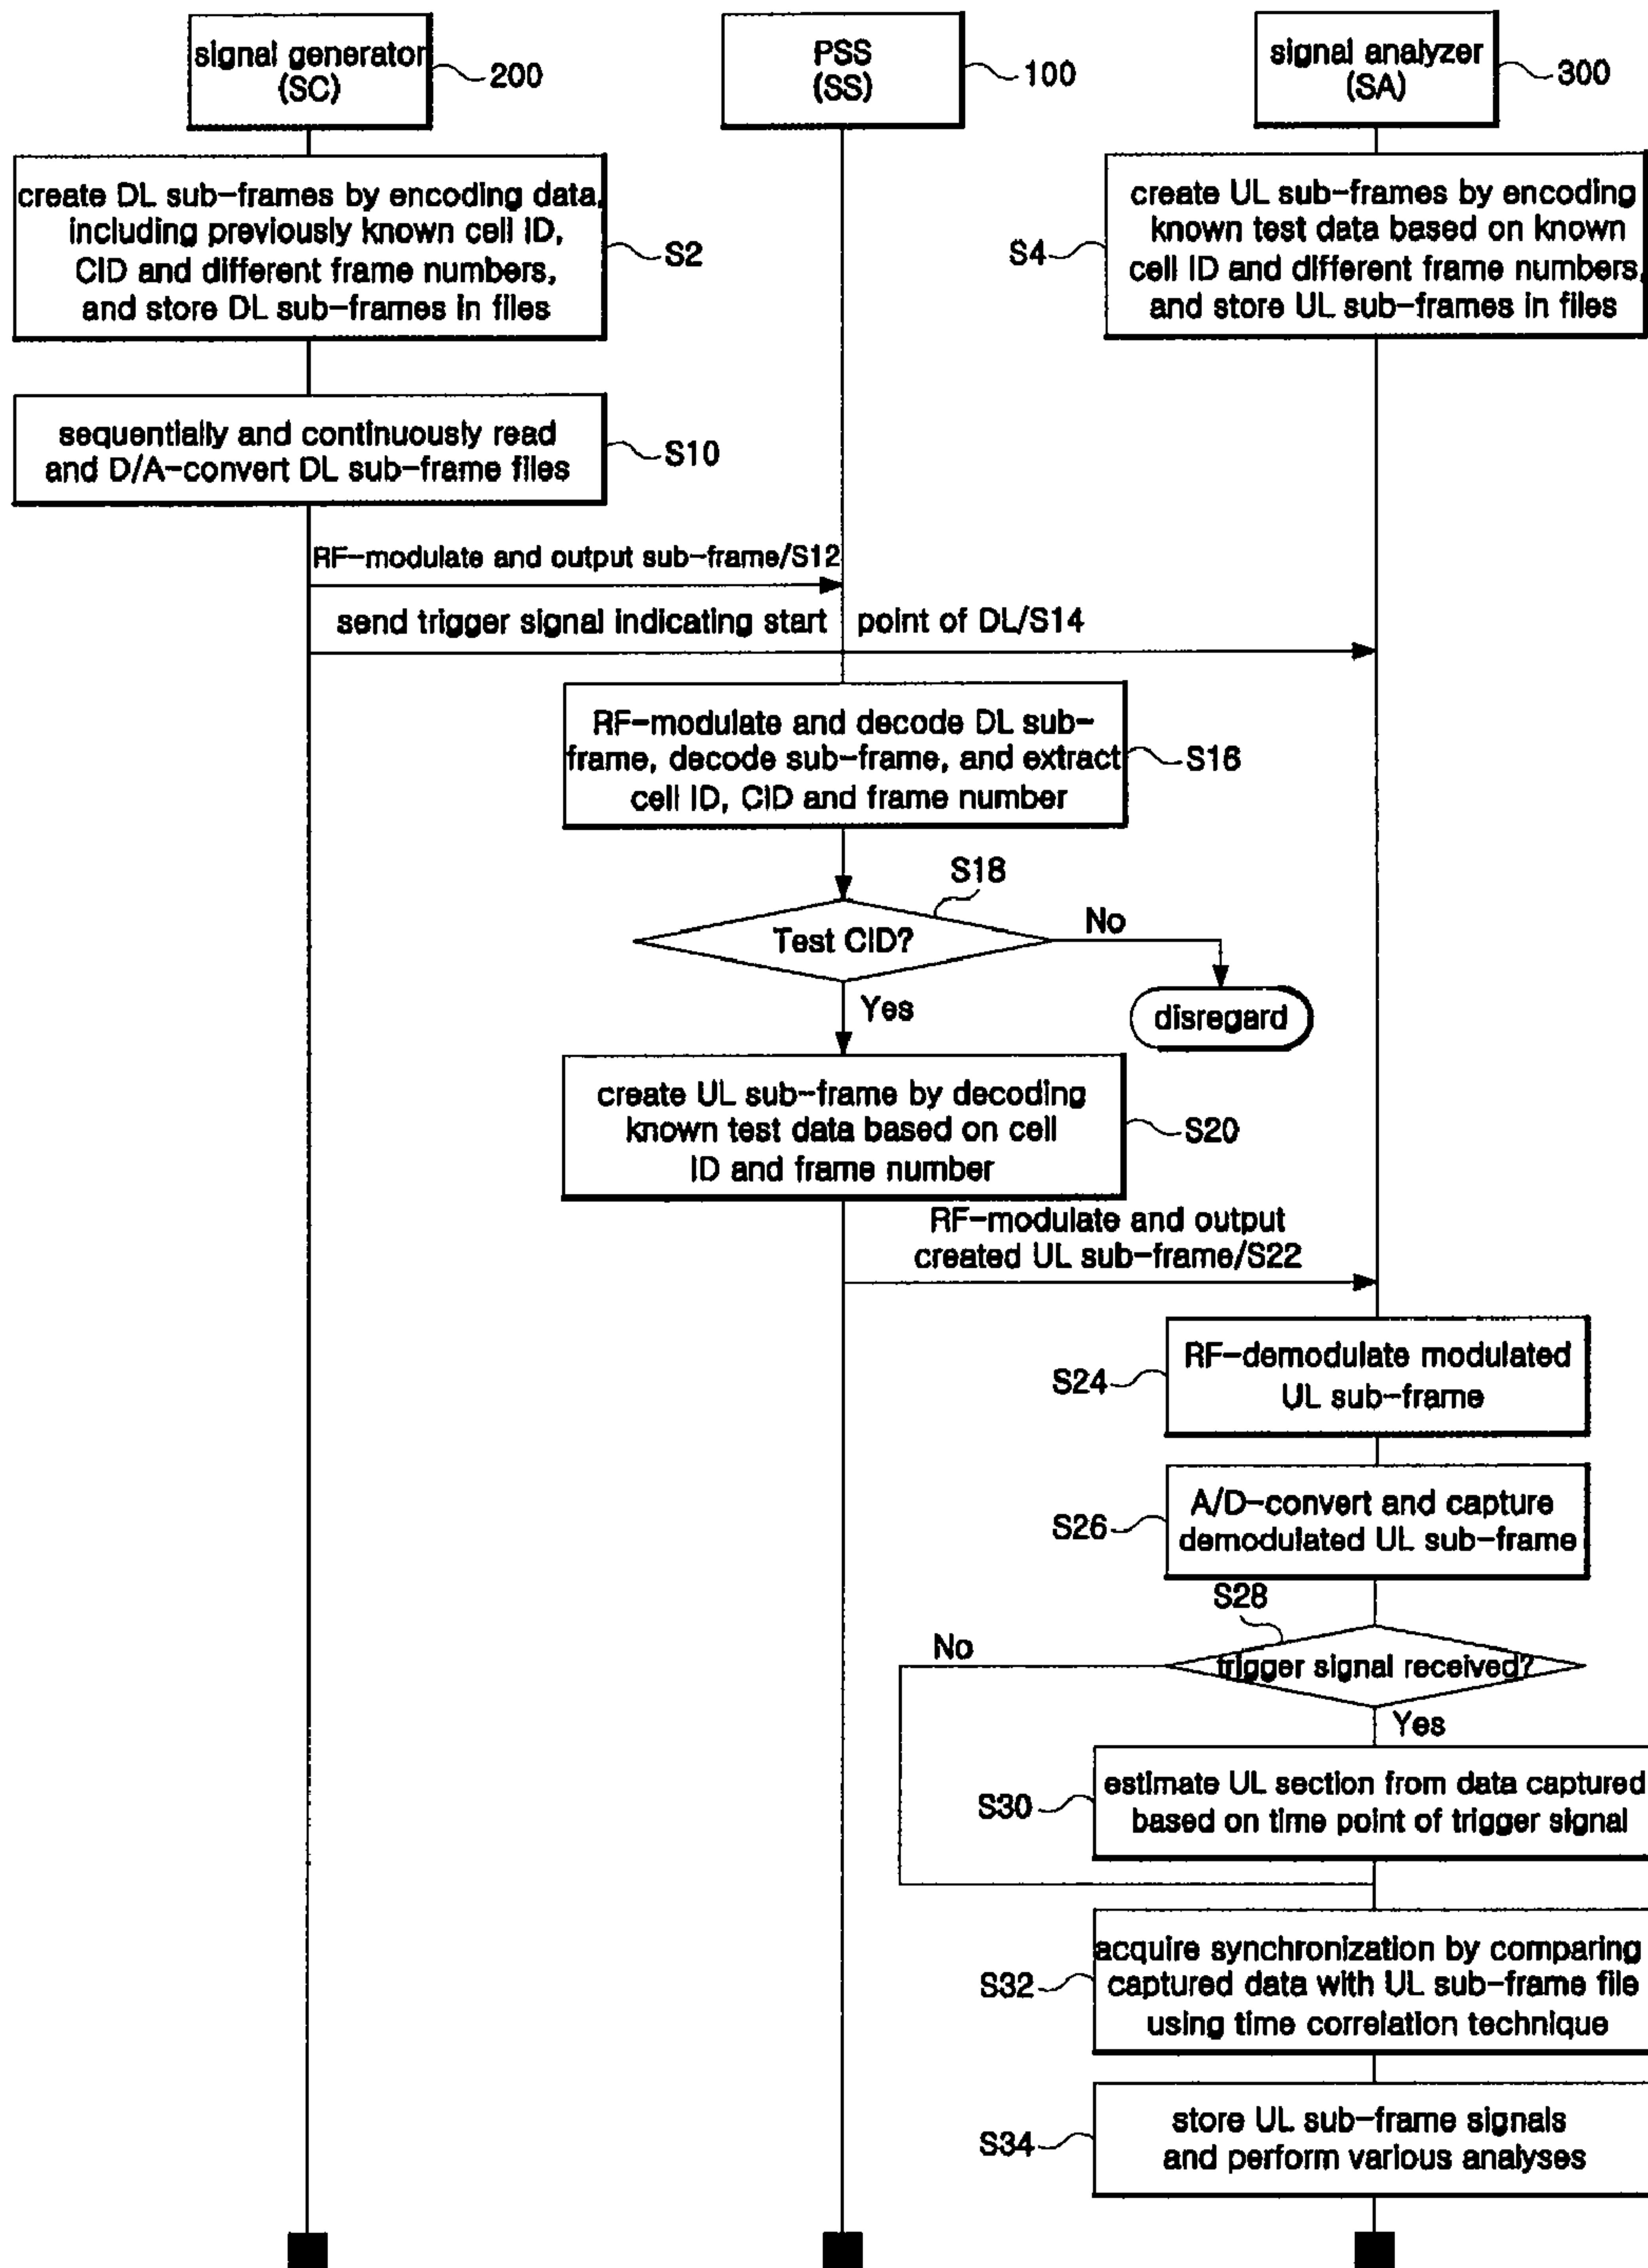 signal generator
(SC)
200
PSS
(SS)
100
signal analyzer
(SA)
300
create DL sub-frames by encoding data,
including previously known cell ID,
CID and different frame numbers,
and store DL sub-frames in files
S2
S4
create UL sub-frames by encoding
known test data based on known
cell ID and different frame numbers,
and store UL sub-frames in files
sequentially and continuously read
and D/A-convert DL sub-frame files
S10
RF-modulate and output sub-frame/S12
send trigger signal indicating start point of DL/S14
RF-modulate and decode DL sub-
frame, decode sub-frame, and extract
cell ID, CID and frame number
S16
S18
Test CID?
No
Yes
disregard
create UL sub-frame by decoding
known test data based on cell
ID and frame number
S20
RF-modulate and output
created UL sub-frame/S22
S24
RF-demodulate modulated
UL sub-frame
S26
A/D-convert and capture
demodulated UL sub-frame
S28
No
trigger signal received?
Yes
S30
estimate UL section from data captured
based on time point of trigger signal
S32
acquire synchronization by comparing
captured data with UL sub-frame file
using time correlation technique
S34
store UL sub-frame signals
and perform various analyses